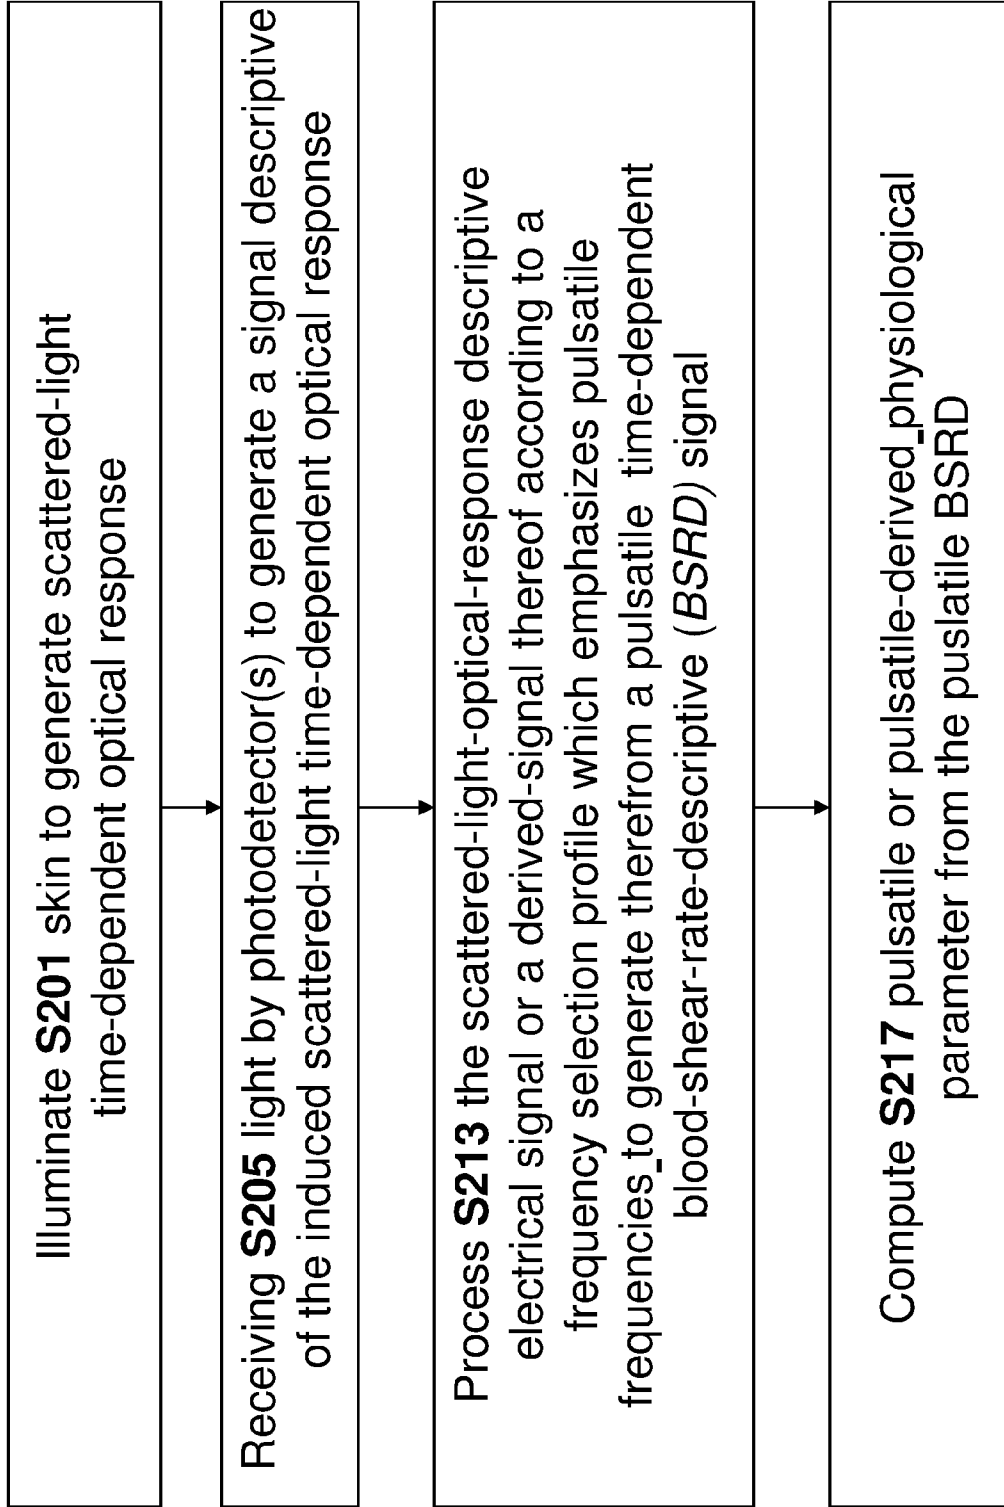 Illuminate S201 skin to generate scattered-light
time-dependent optical response
Receiving S205 light by photodetector(s) to generate a signal descriptive
of the induced scattered-light time-dependent optical response
Process S213 the scattered-light-optical-response descriptive
electrical signal or a derived-signal thereof according to a
frequency selection profile which emphasizes pulsatile
frequencies_to generate therefrom a pulsatile time-dependent
blood-shear-rate-descriptive (BSRD) signal
Compute S217 pulsatile or pulsatile-derived_physiological
parameter from the puslatile BSRD